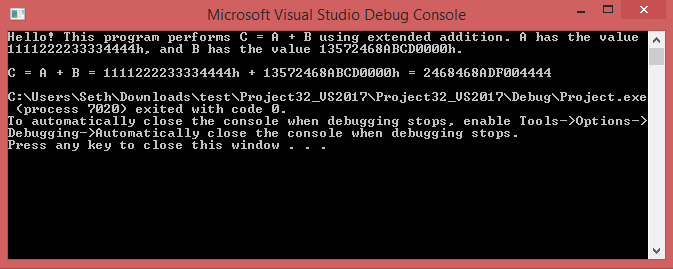 Microsoft Visual Studio Debug Console
Hello! This program performs C = A + B using extended addition. A has the value
1111222233334444h, and B has the value 13572468ABCD0000h.
C = A + B = 1111222233334444h + 13572468ABCD0000h = 2468468ADF004444
C:\Users\Seth\Downloads\test\Project32_VS2017\Project32_VS2017\Debug\Project.exe
(process 7020) exited with code 0.
To automatically close the console when debugging stops, enable Tools->Options->
Debugging->Automatically close the console when debugging stops.
Press any key to close this window . . .